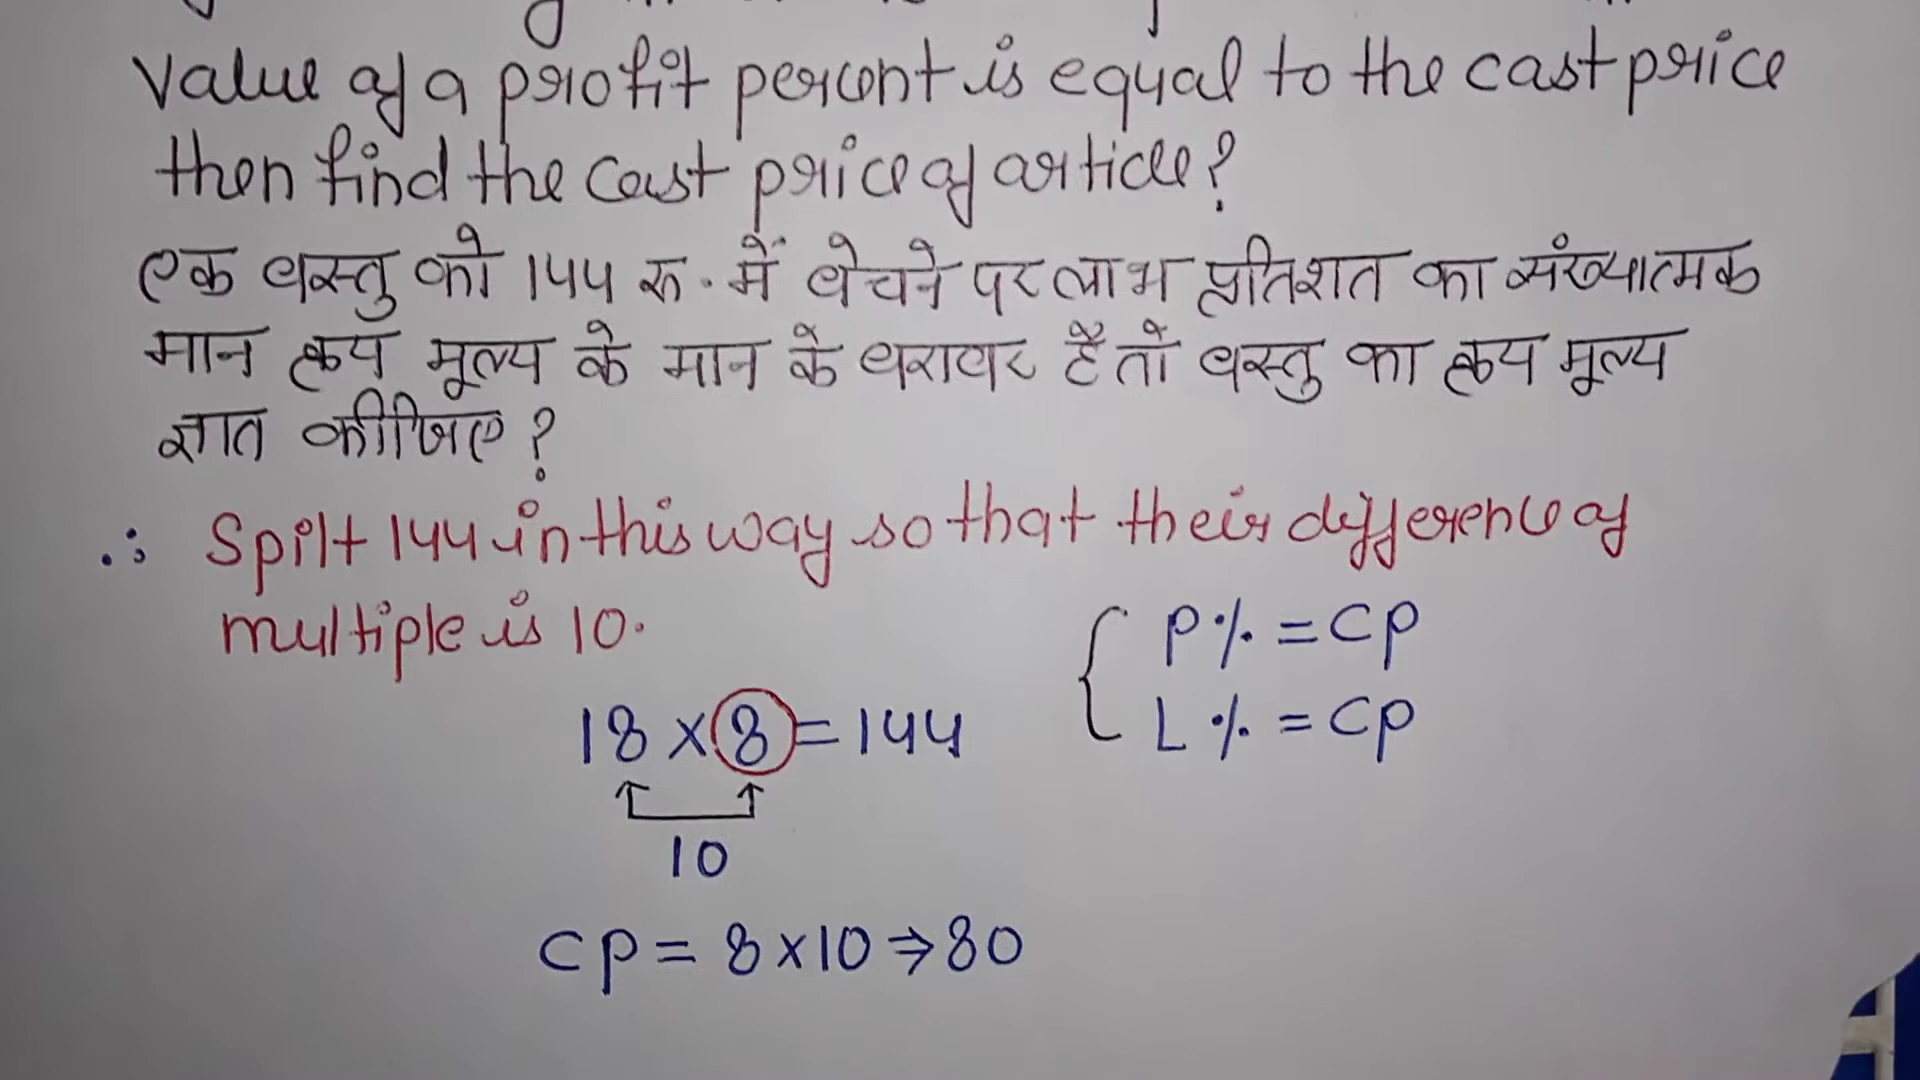 value of a profit percent is equal to the cast price
then find the cost price of article?
एक वस्तु को 144 रु. में बेचने पर लाभ प्रतिशत का संख्यात्मक
मान क्रय मूल्य के मान के बराबर है तो वस्तु का क्रय मूल्य
ज्ञात कीजिए?
∴ Spilt 144 in this way so that their difference of
multiple is 10.
P% = CP
L% = CP
18 × 8 = 144
10
CP = 8 × 10 ⇒ 80